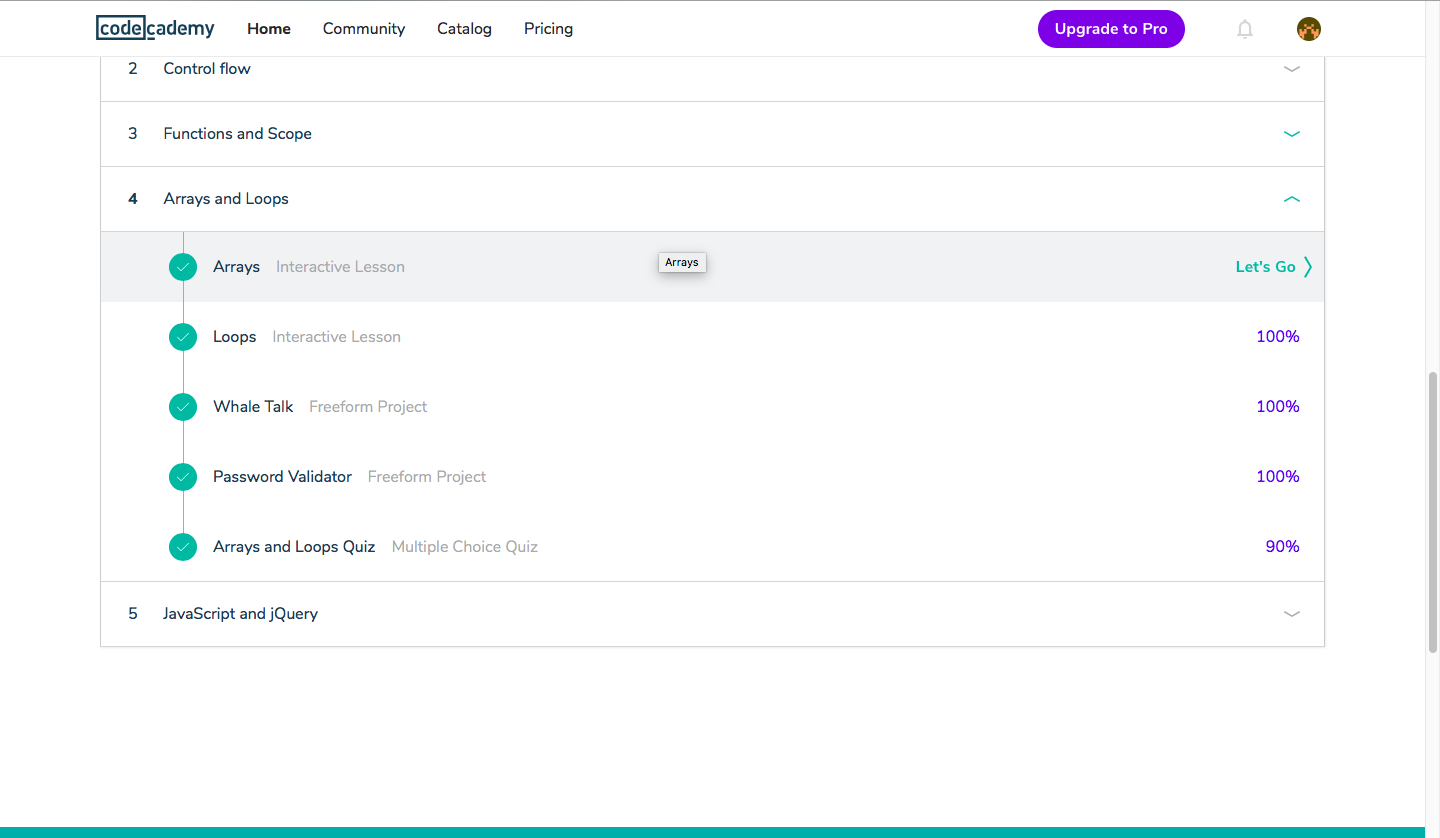 codecademy Home Community Catalog Pricing Upgrade to Pro
2 Control flow
3 Functions and Scope
4 Arrays and Loops
Arrays Interactive Lesson Arrays Let's Go
Loops Interactive Lesson 100%
Whale Talk Freeform Project 100%
Password Validator Freeform Project 100%
Arrays and Loops Quiz Multiple Choice Quiz 90%
5 JavaScript and jQuery